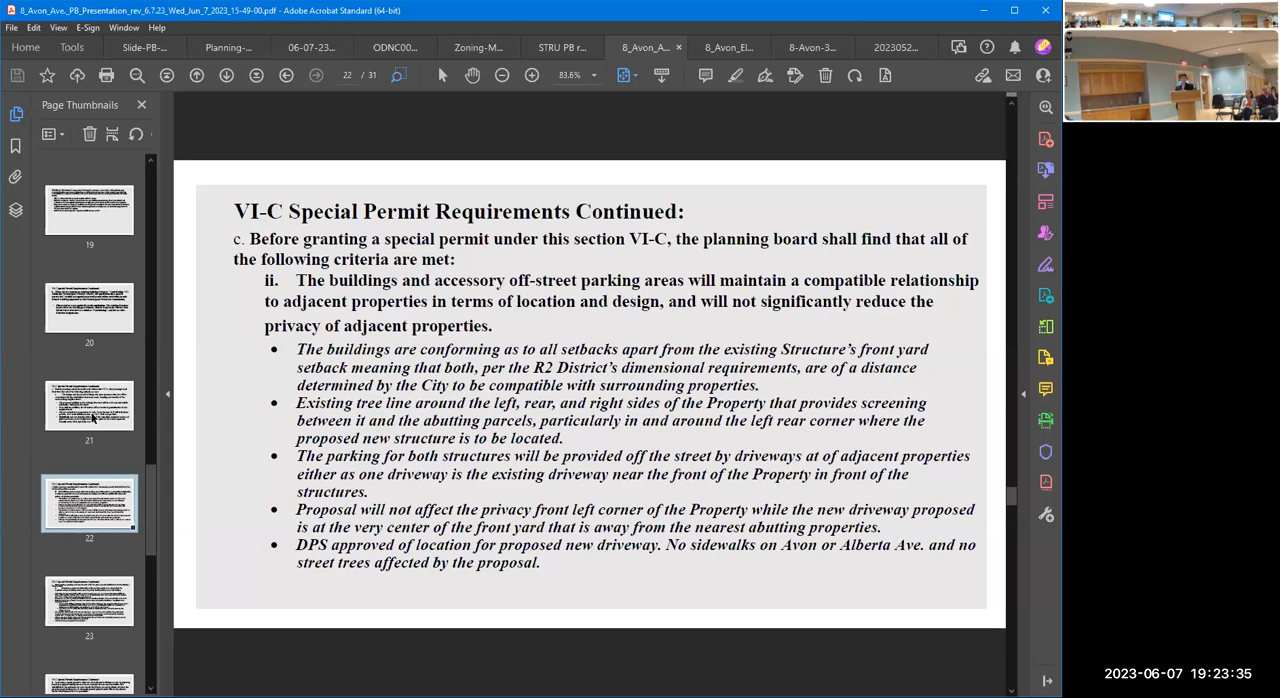 8_Avon_Ave._PB_Presentation_rev_6.7.23_Wed_Jun_7_2023_15-49-00.pdf - Adobe Acrobat Standard (64-bit)
File Edit View E-Sign Window Help
Home Tools Slide-PB-... Planning-... 06-07-23... ODNC00... Zoning-M... STRU PB r... 8_Avon_A... × 8_Avon_El... 8-Avon-3... 2023052...
22 / 31 83.6%
Page Thumbnails
19
20
21
22
23
VI-C Special Permit Requirements Continued:
c. Before granting a special permit under this section VI-C, the planning board shall find that all of
the following criteria are met:
ii. The buildings and accessory off-street parking areas will maintain a compatible relationship
to adjacent properties in terms of location and design, and will not significantly reduce the
privacy of adjacent properties.
• The buildings are conforming as to all setbacks apart from the existing Structure's front yard
setback meaning that both, per the R2 District's dimensional requirements, are of a distance
determined by the City to be compatible with surrounding properties.
• Existing tree line around the left, rear, and right sides of the Property that provides screening
between it and the abutting parcels, particularly in and around the left rear corner where the
proposed new structure is to be located.
• The parking for both structures will be provided off the street by driveways at of adjacent properties
either as one driveway is the existing driveway near the front of the Property in front of the
structures.
• Proposal will not affect the privacy front left corner of the Property while the new driveway proposed
is at the very center of the front yard that is away from the nearest abutting properties.
• DPS approved of location for proposed new driveway. No sidewalks on Avon or Alberta Ave. and no
street trees affected by the proposal.
2023-06-07 19:23:35